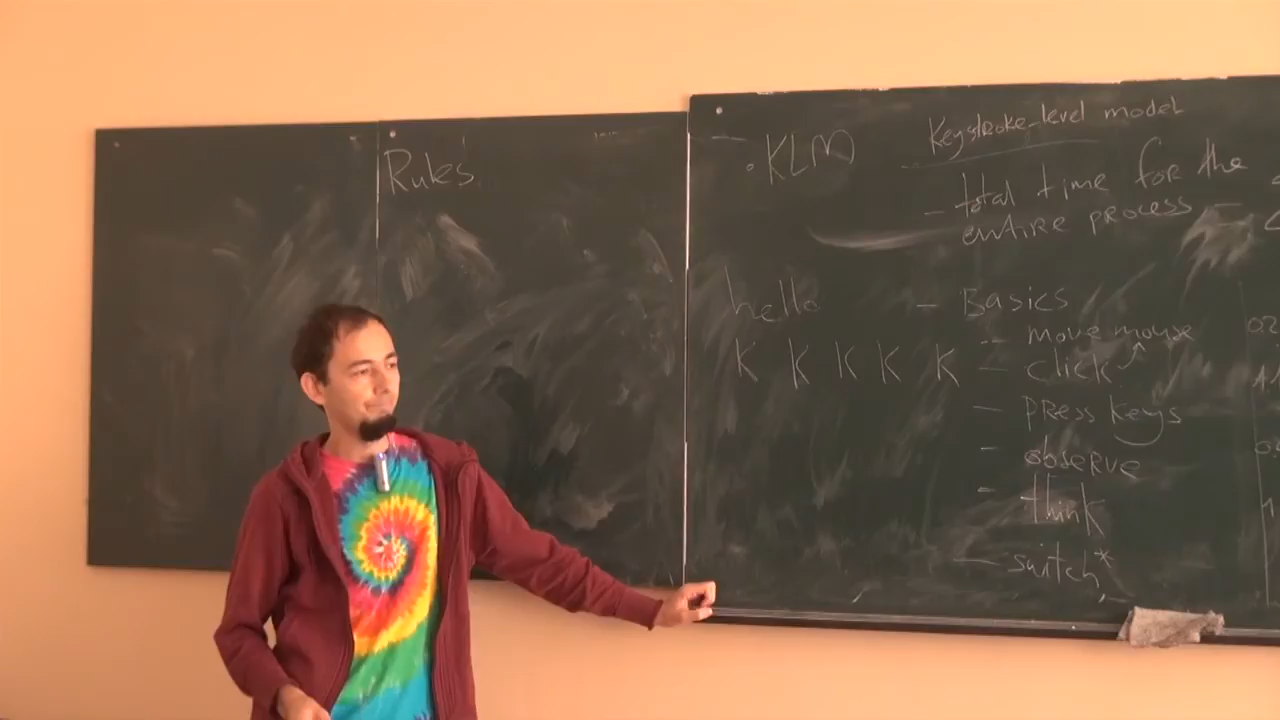 Rules
• KLM
Keystroke-level model
- total time for the
entire process -
hello
K K K K K
- Basics
- move mouse
- click
- press keys
- observe
- think
- switch*